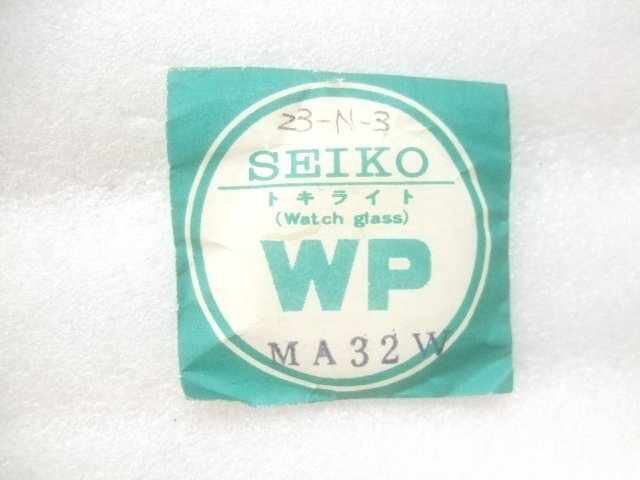 23-N-3
SEIKO
トキライト
(Watch glass)
WP
MA32W